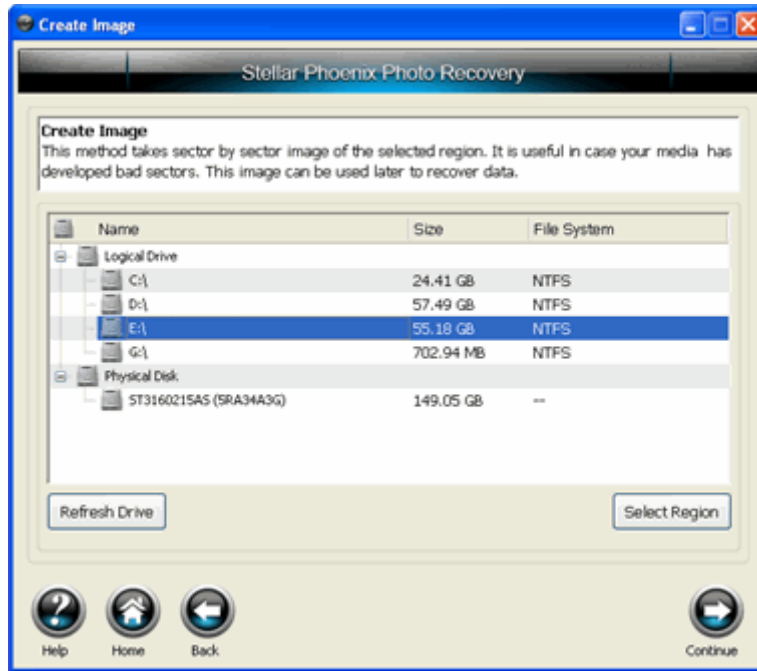 Create Image
Stellar Phoenix Photo Recovery
Create Image
This method takes sector by sector image of the selected region. It is useful in case your media has
developed bad sectors. This image can be used later to recover data.
Name Size File System
Logical Drive
C:\ 24.41 GB NTFS
D:\ 57.49 GB NTFS
E:\ 55.18 GB NTFS
G:\ 702.94 MB NTFS
Physical Disk
ST3160215AS (5RA34A3G) 149.05 GB --
Refresh Drive Select Region
Help Home Back Continue